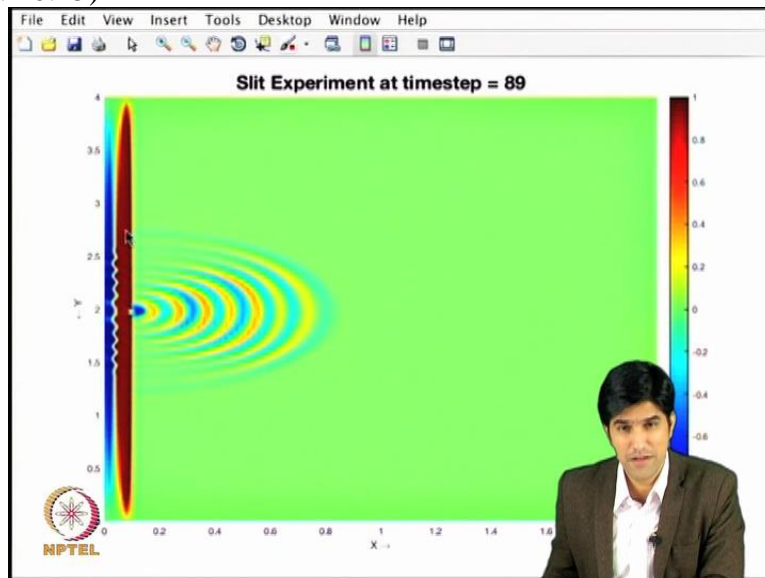 File Edit View Insert Tools Desktop Window Help
Slit Experiment at timestep = 89
4
3.5
3
2.5
2
1.5
1
0.5
← Y
0 0.2 0.4 0.6 0.8 1 1.2 1.4 1.6
X →
1
0.8
0.6
0.4
0.2
0
-0.2
-0.4
-0.6
NPTEL